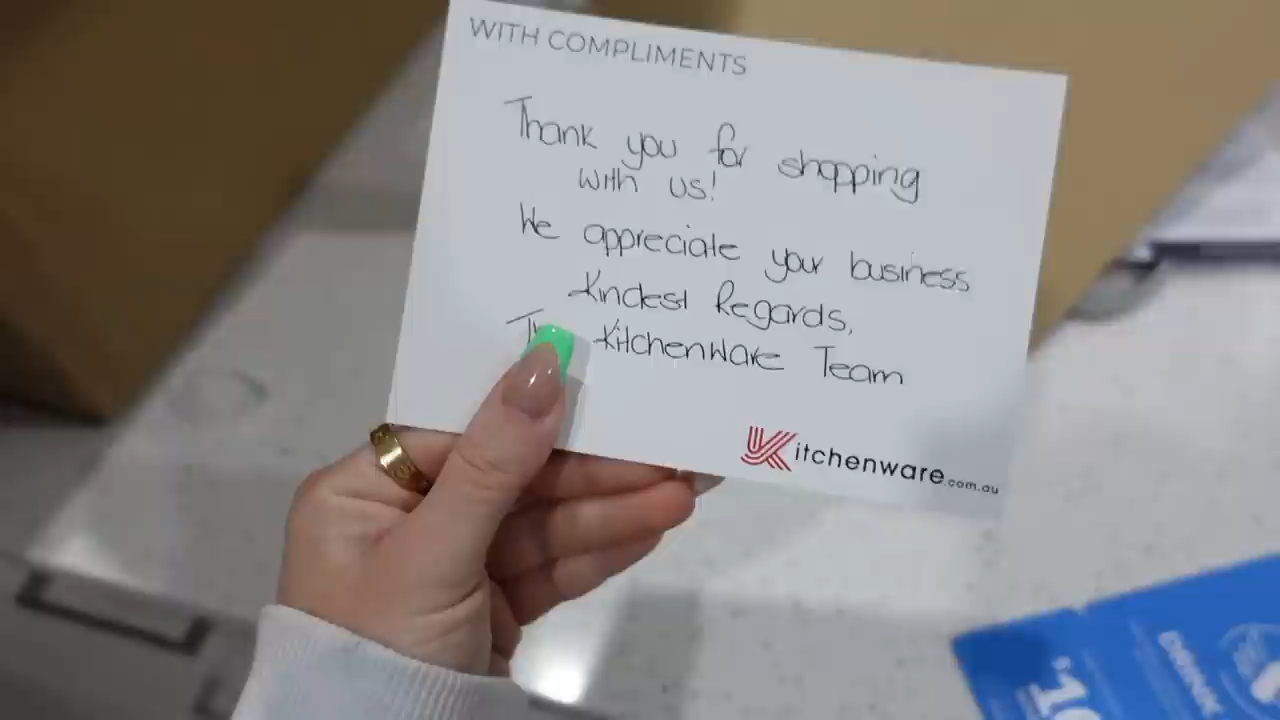 WITH COMPLIMENTS
Thank you for shopping
with us!
We appreciate your business
Kindest Regards,
Kitchenware Team
Kitchenware.com.au
DRINK